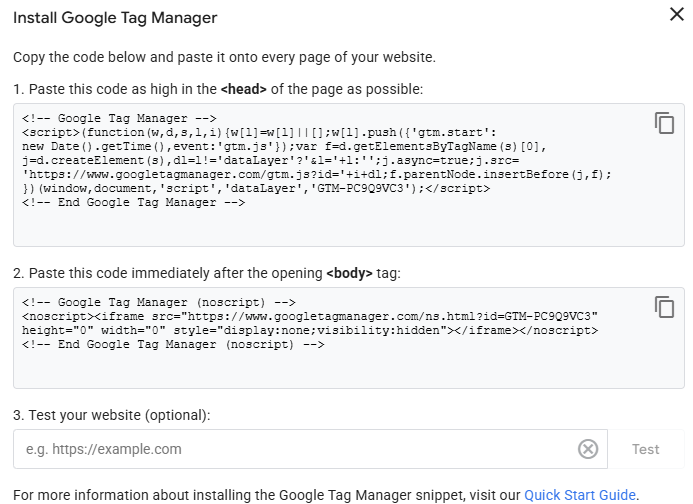 Install Google Tag Manager
Copy the code below and paste it onto every page of your website.
1. Paste this code as high in the <head> of the page as possible:
<!-- Google Tag Manager -->
<script>(function(w,d,s,l,i){w[l]=w[l]||[];w[l].push({'gtm.start':
new Date().getTime(),event:'gtm.js'});var f=d.getElementsByTagName(s)[0],
j=d.createElement(s),dl=l!='dataLayer'?'&l='+l:'';j.async=true;j.src=
'https://www.googletagmanager.com/gtm.js?id='+i+dl;f.parentNode.insertBefore(j,f);
})(window,document,'script','dataLayer','GTM-PC9Q9VC3');</script>
<!-- End Google Tag Manager -->
2. Paste this code immediately after the opening <body> tag:
<!-- Google Tag Manager (noscript) -->
<noscript><iframe src="https://www.googletagmanager.com/ns.html?id=GTM-PC9Q9VC3"
height="0" width="0" style="display:none;visibility:hidden"></iframe></noscript>
<!-- End Google Tag Manager (noscript) -->
3. Test your website (optional):
e.g. https://example.com
Test
For more information about installing the Google Tag Manager snippet, visit our Quick Start Guide.